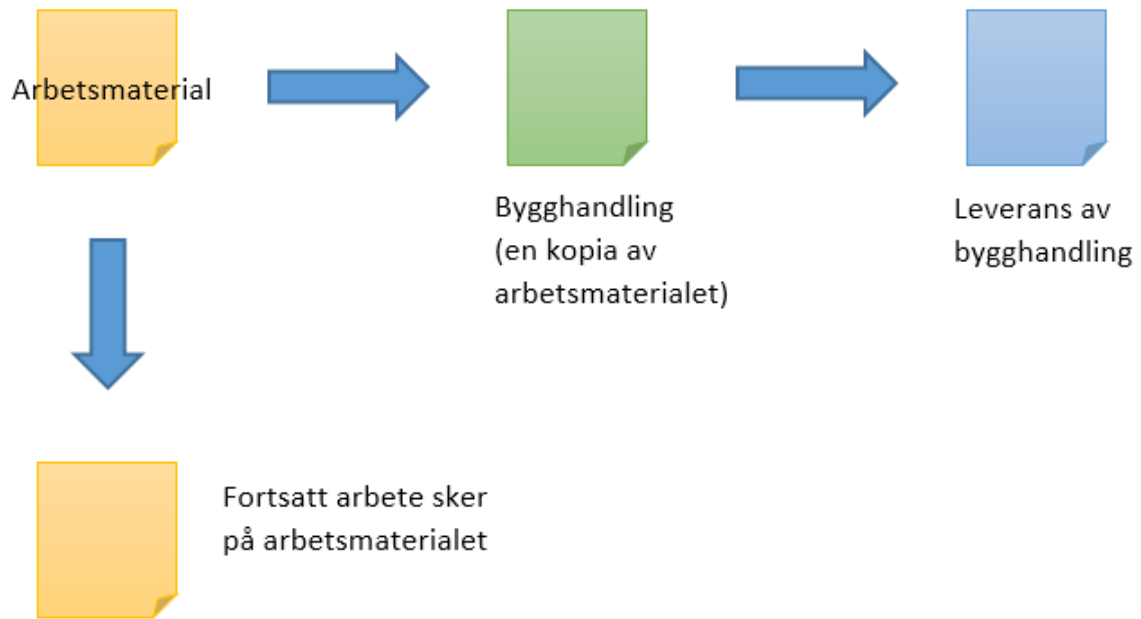 Arbetsmaterial
Bygghandling
(en kopia av
arbetsmaterialet)
Leverans av
bygghandling
Fortsatt arbete sker
på arbetsmaterialet